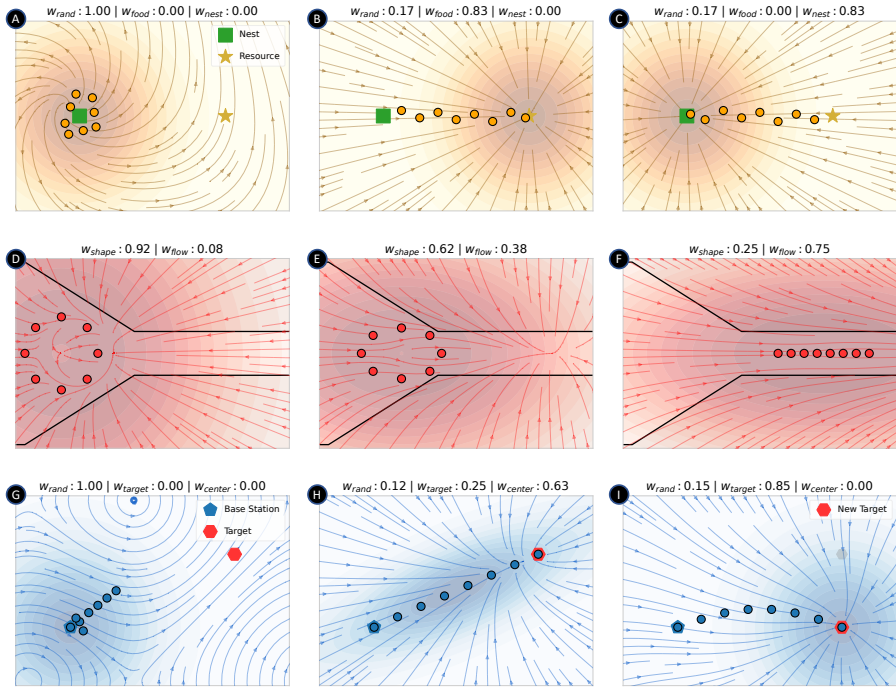 A
w_rand : 1.00 | w_food : 0.00 | w_nest : 0.00
Nest
Resource
B
w_rand : 0.17 | w_food : 0.83 | w_nest : 0.00
C
w_rand : 0.17 | w_food : 0.00 | w_nest : 0.83
D
w_shape : 0.92 | w_flow : 0.08
E
w_shape : 0.62 | w_flow : 0.38
F
w_shape : 0.25 | w_flow : 0.75
G
w_rand : 1.00 | w_target : 0.00 | w_center : 0.00
Base Station
Target
H
w_rand : 0.12 | w_target : 0.25 | w_center : 0.63
I
w_rand : 0.15 | w_target : 0.85 | w_center : 0.00
New Target